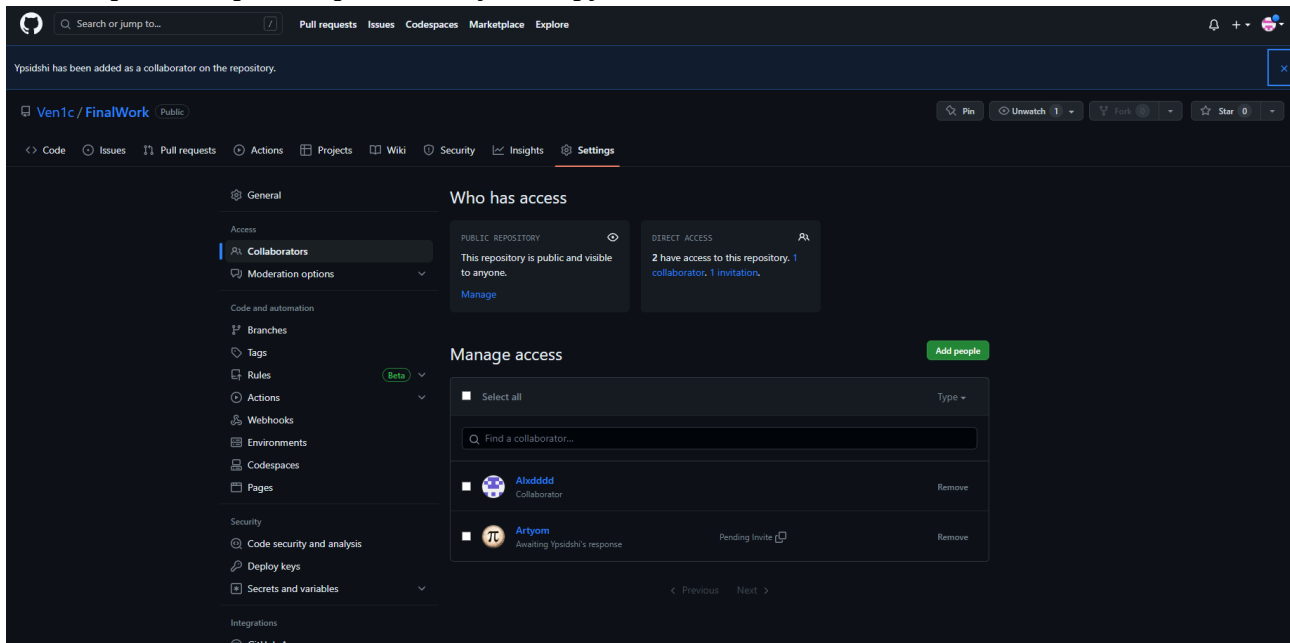 Search or jump to... /
Pull requests Issues Codespaces Marketplace Explore
Ypsidshi has been added as a collaborator on the repository.
Ven1c / FinalWork Public
Pin Unwatch 1 Fork 0 Star 0
Code Issues Pull requests Actions Projects Wiki Security Insights Settings
General
Access
Collaborators
Moderation options
Code and automation
Branches
Tags
Rules Beta
Actions
Webhooks
Environments
Codespaces
Pages
Security
Code security and analysis
Deploy keys
Secrets and variables
Integrations
Who has access
PUBLIC REPOSITORY
This repository is public and visible
to anyone.
Manage
DIRECT ACCESS
2 have access to this repository. 1
collaborator. 1 invitation.
Manage access
Add people
Select all Type
Find a collaborator...
Alxdddd
Collaborator
Remove
Artyom
Awaiting Ypsidshi's response
Pending Invite
Remove
< Previous Next >